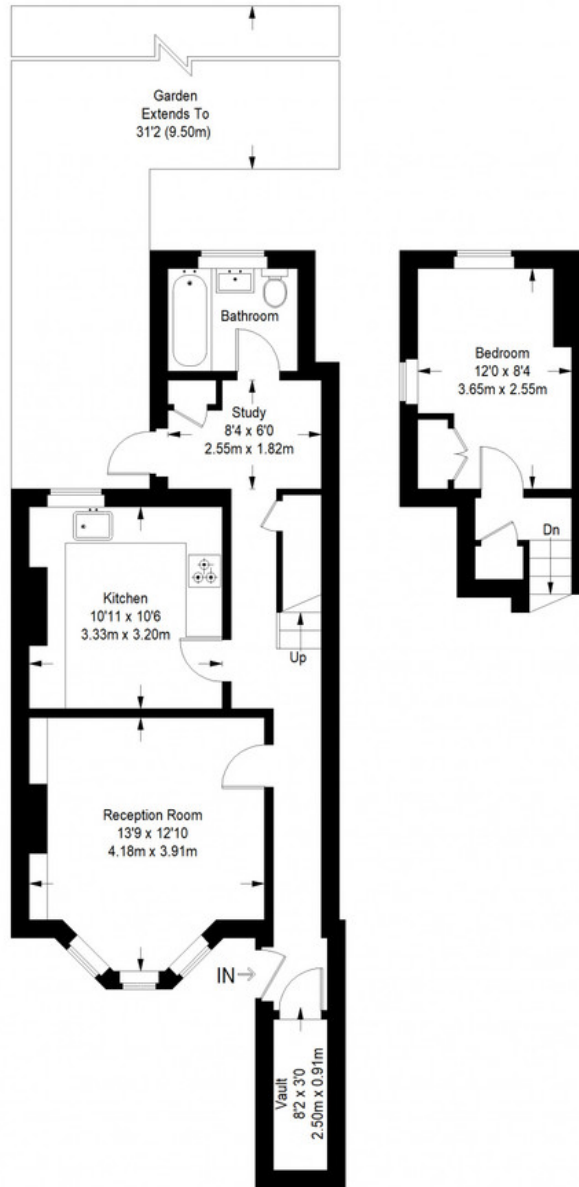 Garden
Extends To
31'2 (9.50m)
Bathroom
Bedroom
12'0 x 8'4
3.65m x 2.55m
Study
8'4 x 6'0
2.55m x 1.82m
Dn
Kitchen
10'11 x 10'6
3.33m x 3.20m
Up
Reception Room
13'9 x 12'10
4.18m x 3.91m
IN
Vault
8'2 x 3'0
2.50m x 0.91m